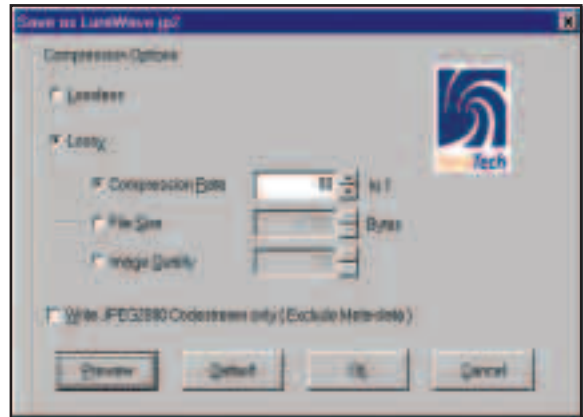 Save as LuraWave jp2
Compression Options
Lossless
Lossy
Compression Rate to 1
File Size Bytes
Image Quality
Write JPEG2000 Codestream only (Exclude Meta-data)
Preview Default Ok Cancel
Tech